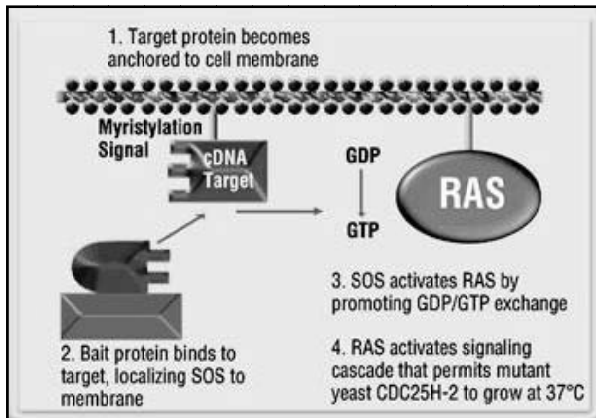 1. Target protein becomes
anchored to cell membrane
Myristylation
Signal
cDNA
Target
GDP
GTP
RAS
3. SOS activates RAS by
promoting GDP/GTP exchange
2. Bait protein binds to
target, localizing SOS to
membrane
4. RAS activates signaling
cascade that permits mutant
yeast CDC25H-2 to grow at 37°C